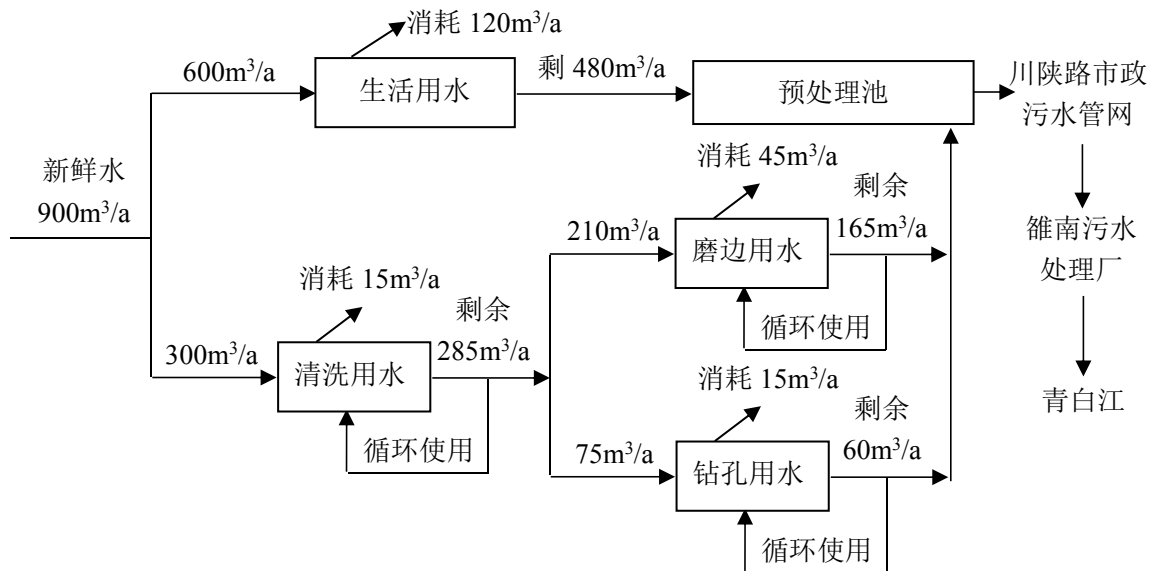 消耗 120m³/a
600m³/a
生活用水
剩 480m³/a
预处理池
川陕路市政
污水管网
新鲜水
900m³/a
消耗 45m³/a
剩余
210m³/a
磨边用水
165m³/a
循环使用
雒南污水
处理厂
消耗 15m³/a
剩余
300m³/a
清洗用水
285m³/a
循环使用
消耗 15m³/a
剩余
75m³/a
钻孔用水
60m³/a
循环使用
青白江